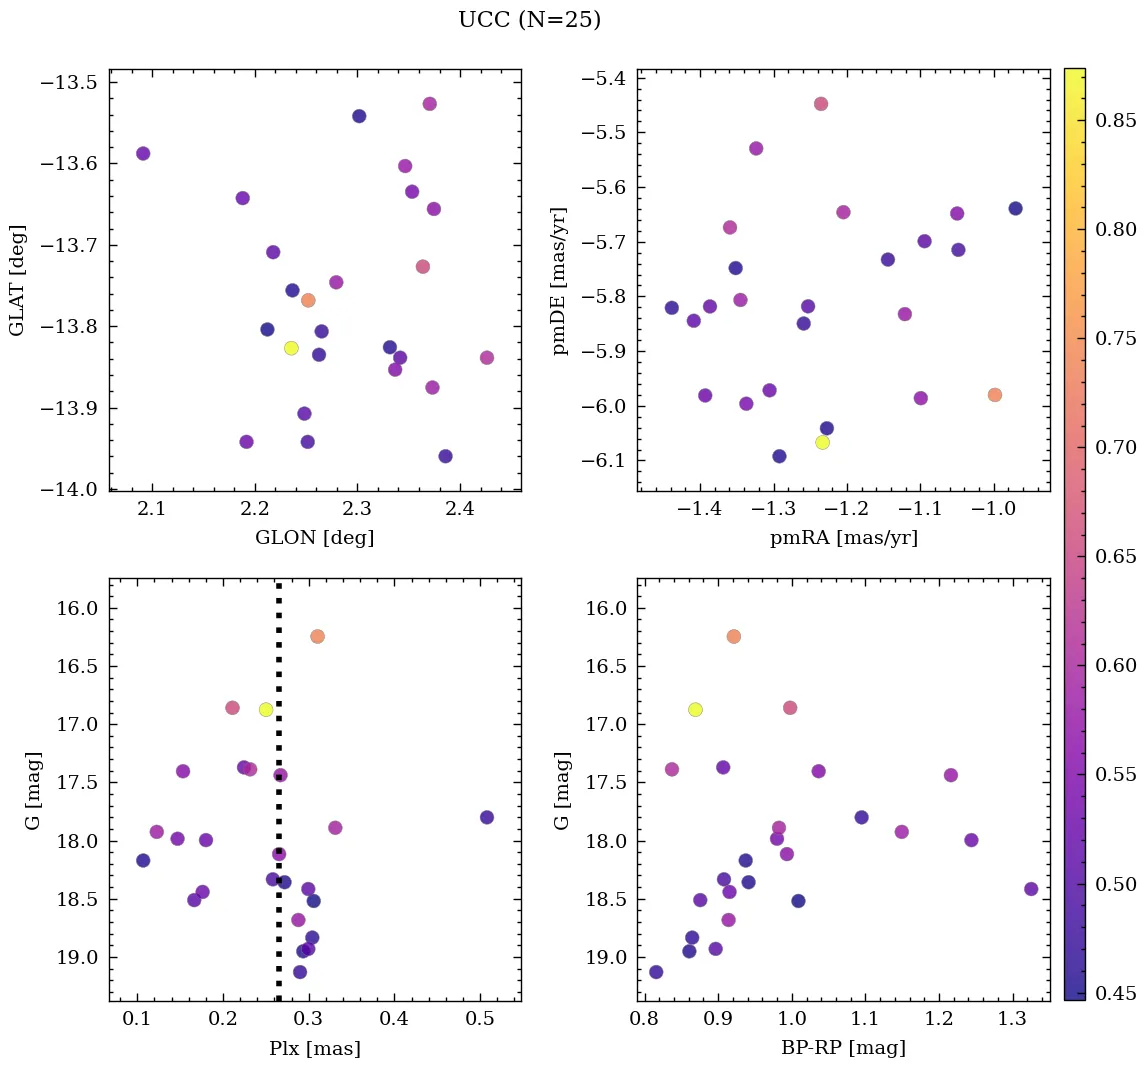 UCC (N=25)
−13.5
−13.6
−13.7
−13.8
−13.9
−14.0
GLAT [deg]
2.1 2.2 2.3 2.4
GLON [deg]
−5.4
−5.5
−5.6
−5.7
−5.8
−5.9
−6.0
−6.1
pmDE [mas/yr]
−1.4 −1.3 −1.2 −1.1 −1.0
pmRA [mas/yr]
16.0
16.5
17.0
17.5
18.0
18.5
19.0
G [mag]
0.1 0.2 0.3 0.4 0.5
Plx [mas]
16.0
16.5
17.0
17.5
18.0
18.5
19.0
G [mag]
0.8 0.9 1.0 1.1 1.2 1.3
BP-RP [mag]
0.85
0.80
0.75
0.70
0.65
0.60
0.55
0.50
0.45